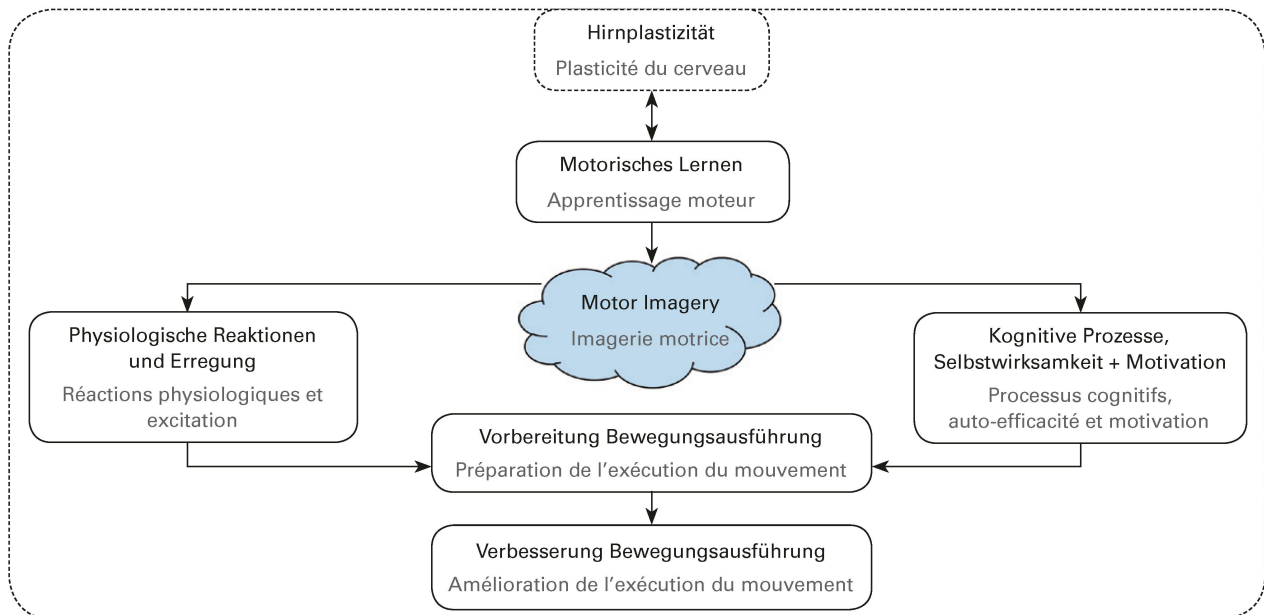 Hirnplastizität
Plasticité du cerveau
Motorisches Lernen
Apprentissage moteur
Motor Imagery
Imagerie motrice
Physiologische Reaktionen
und Erregung
Réactions physiologiques et
excitation
Kognitive Prozesse,
Selbstwirksamkeit + Motivation
Processus cognitifs,
auto-efficacité et motivation
Vorbereitung Bewegungsausführung
Préparation de l’exécution du mouvement
Verbesserung Bewegungsausführung
Amélioration de l’exécution du mouvement